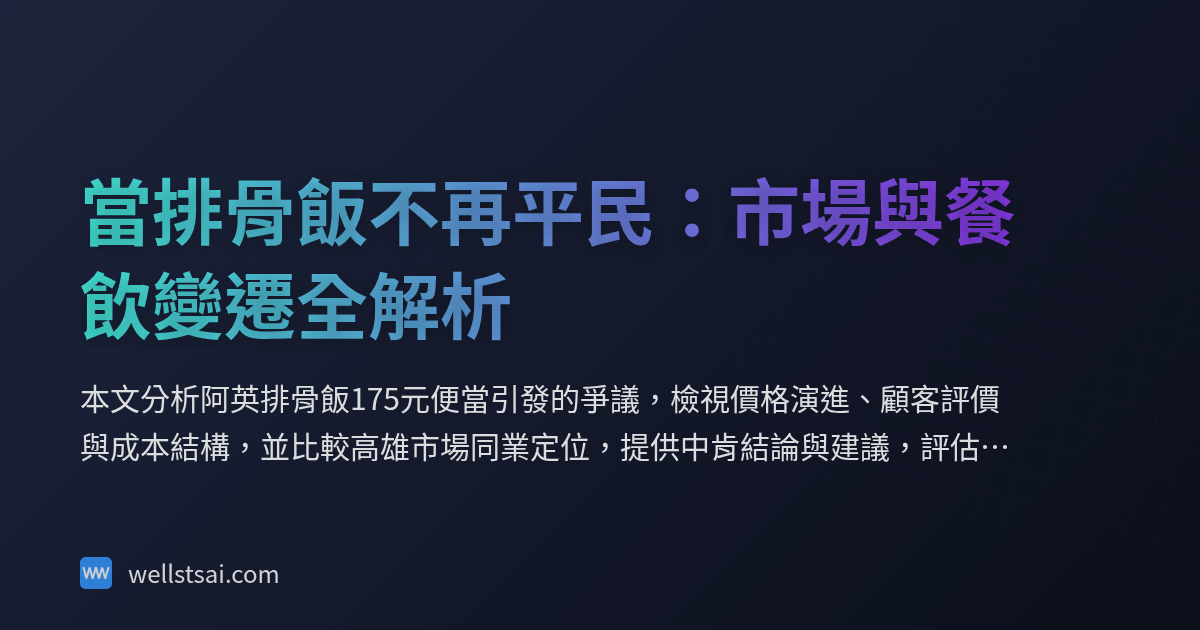 當排骨飯不再平民：市場與餐
飲變遷全解析
本文分析阿英排骨飯175元便當引發的爭議，檢視價格演進、顧客評價
與成本結構，並比較高雄市場同業定位，提供中肯結論與建議，評估…
wellstsai.com